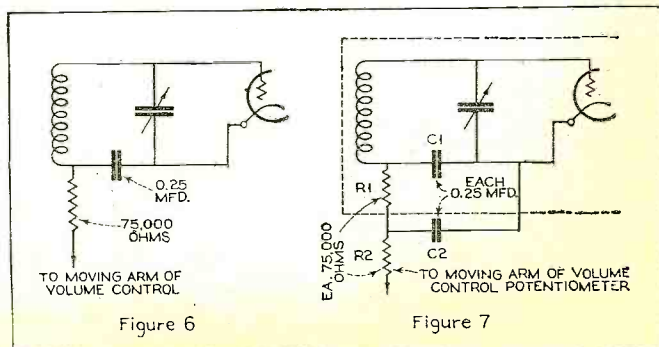 0.25
MFD.
75,000
OHMS
TO MOVING ARM OF
VOLUME CONTROL
Figure 6
C1
EACH
0.25 MFD.
R1
C2
EA. 75,000
OHMS
R2
TO MOVING ARM OF VOLUME
CONTROL POTENTIOMETER
Figure 7